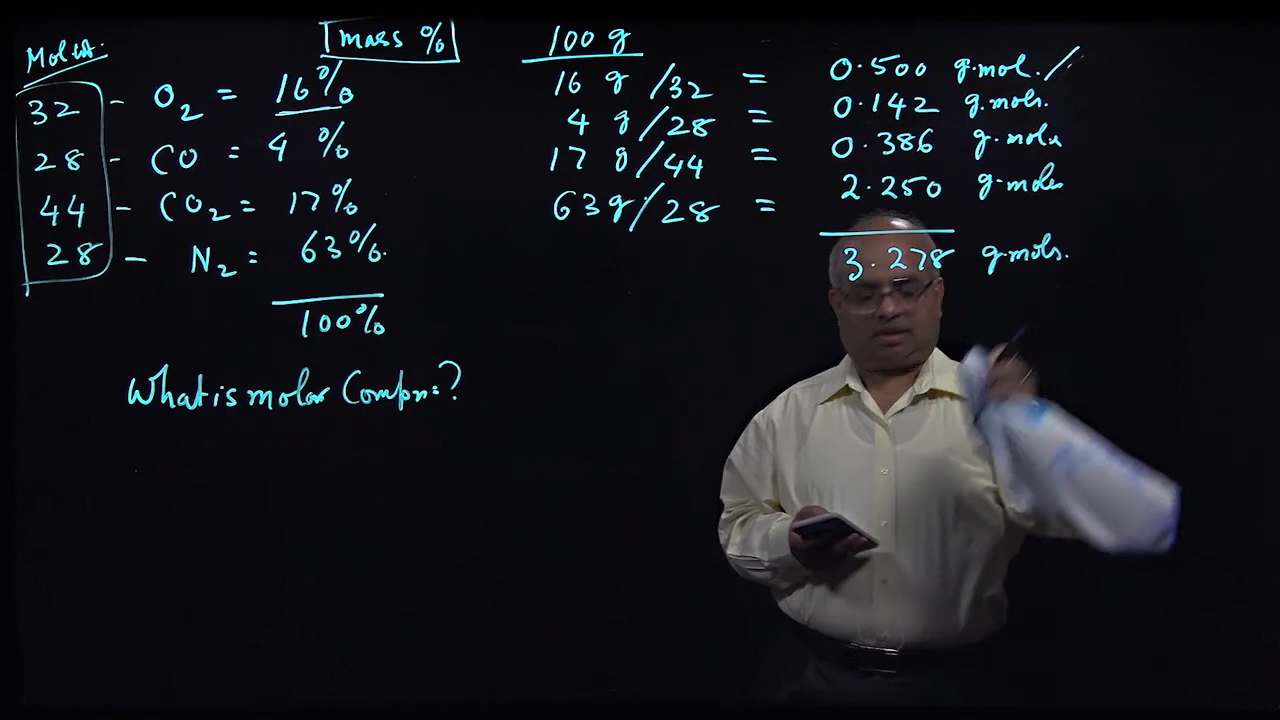 Mol wt.
mass %
32 - O2 = 16%
28 - CO = 4 %
44 - CO2 = 17%
28 - N2 = 63%.
100%
What is molar Compn:?
100 g
16 g /32 = 0.500 g.mol./
4 g/28 = 0.142 g.mols.
17 g/44 = 0.386 g.mols
63g/28 = 2.250 g.moles
3.278 g.mols.